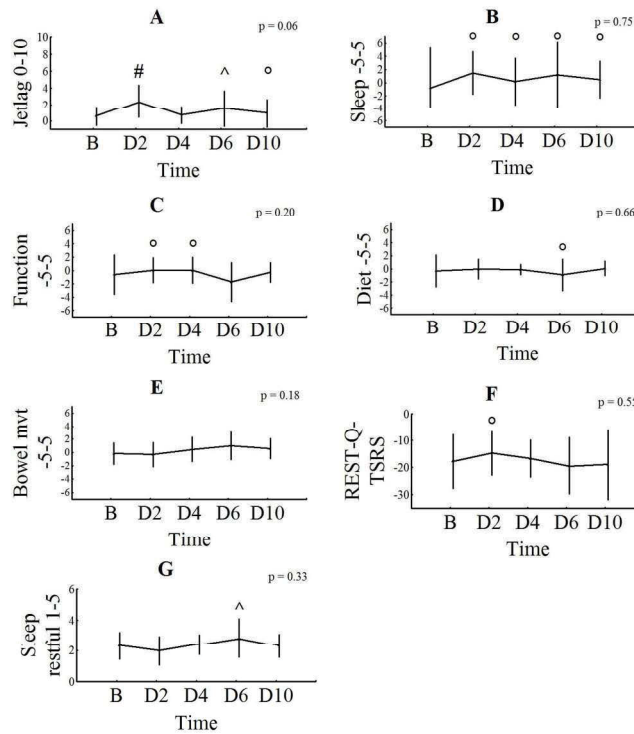 A
p = 0.06
Jetlag 0-10
10
8
6
4
2
0
#
^
o
B D2 D4 D6 D10
Time
B
p = 0.75
Sleep -5-5
6
4
2
0
-2
-4
-6
o o o o
B D2 D4 D6 D10
Time
C
p = 0.20
Function
-5-5
6
4
2
0
-2
-4
-6
o o
B D2 D4 D6 D10
Time
D
p = 0.66
Diet -5-5
6
4
2
0
-2
-4
-6
o
B D2 D4 D6 D10
Time
E
p = 0.18
Bowel mvt
-5-5
6
4
2
0
-2
-4
-6
B D2 D4 D6 D10
Time
F
p = 0.55
REST-Q-
TSRS
0
-10
-20
-30
o
B D2 D4 D6 D10
Time
G
p = 0.33
Sleep
restful 1-5
6
4
2
0
^
B D2 D4 D6 D10
Time